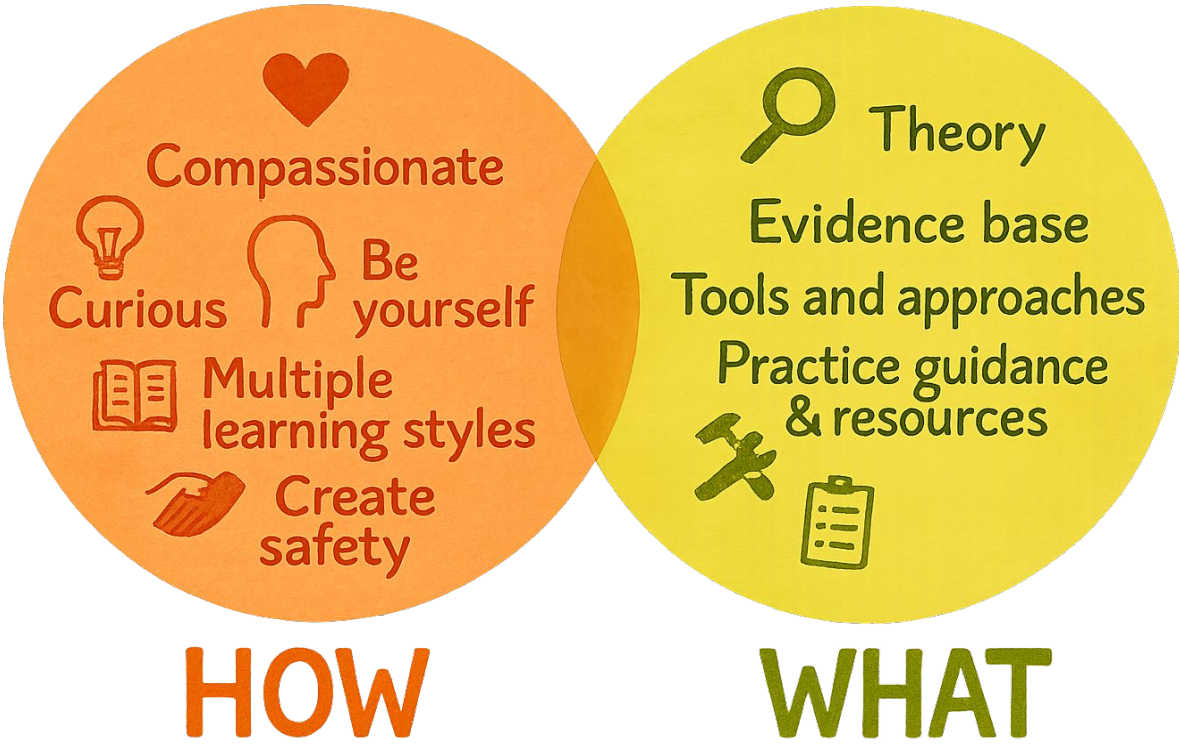 Compassionate
Curious
Be
yourself
Multiple
learning styles
Create
safety
HOW
Theory
Evidence base
Tools and approaches
Practice guidance
& resources
WHAT